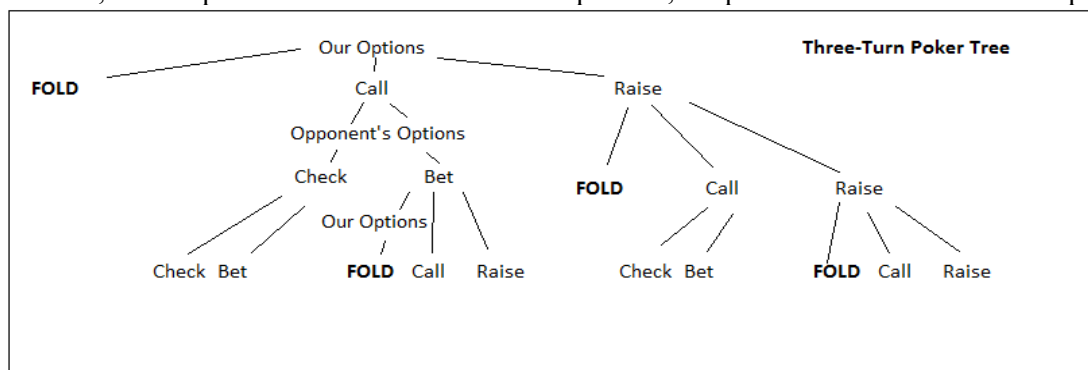 Our Options
Three-Turn Poker Tree
FOLD
Call
Raise
Opponent's Options
Check
Bet
FOLD
Call
Raise
Our Options
Check Bet
FOLD
Call
Raise
Check Bet
FOLD
Call
Raise